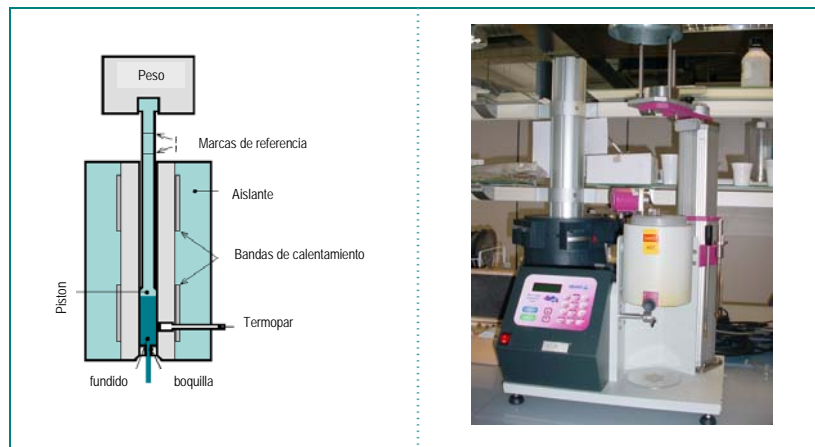 Peso
Marcas de referencia
Aislante
Bandas de calentamiento
Piston
Termopar
fundido
boquilla